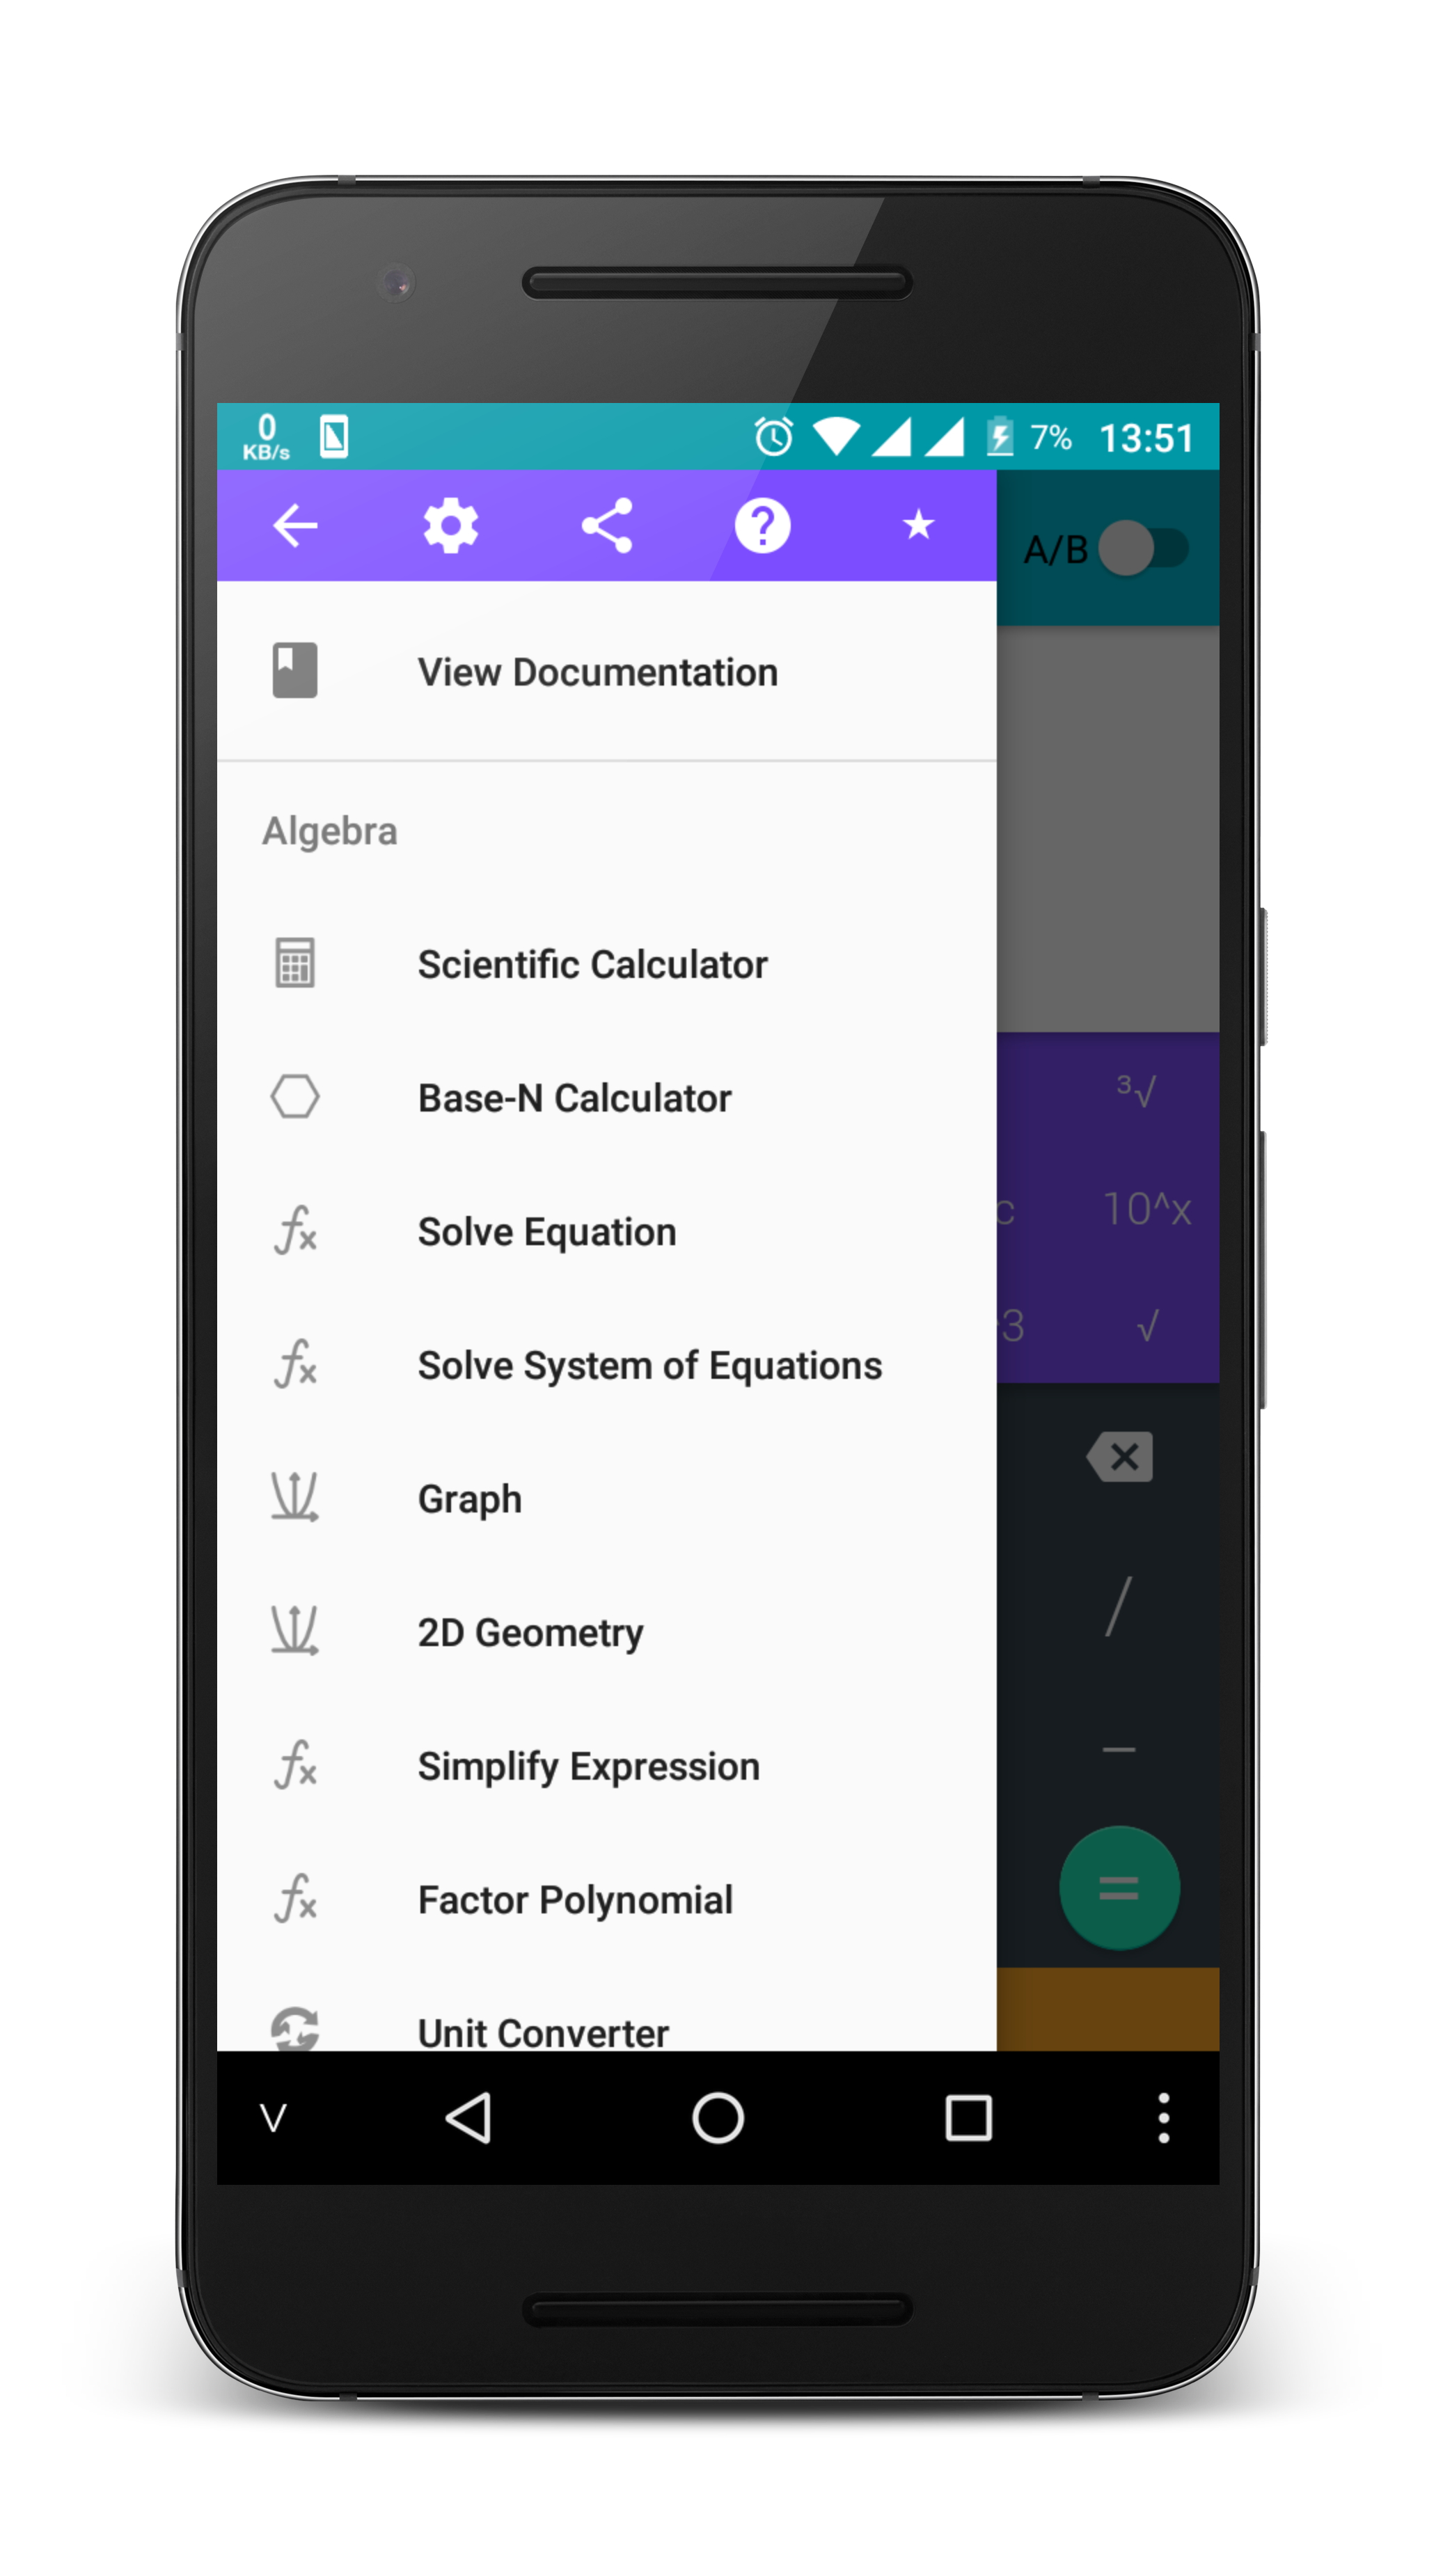 0
KB/s
7% 13:51
?
A/B
View Documentation
Algebra
Scientific Calculator
Base-N Calculator
Solve Equation
Solve System of Equations
Graph
2D Geometry
Simplify Expression
Factor Polynomial
Unit Converter
³√
c 10^x
3 √
/
–
=